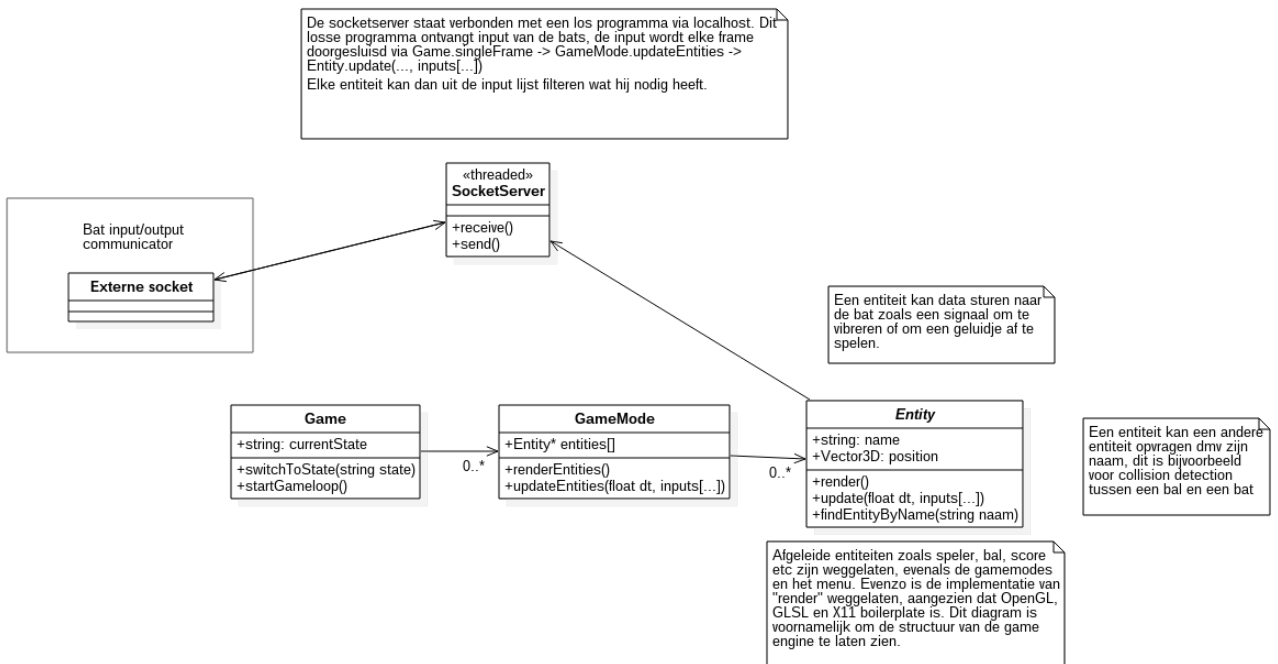 De socketserver staat verbonden met een los programma via localhost. Dit
losse programma ontvangt input van de bats, de input wordt elke frame
doorgesluisd via Game.singleFrame -> GameMode.updateEntities ->
Entity.update(..., inputs[...])
Elke entiteit kan dan uit de input lijst filteren wat hij nodig heeft.
«threaded»
SocketServer
+receive()
+send()
Bat input/output
communicator
Externe socket
Een entiteit kan data sturen naar
de bat zoals een signaal om te
vibreren of om een geluidje af te
spelen.
Game
+string: currentState
+switchToState(string state)
+startGameloop()
0..*
GameMode
+Entity* entities[]
+renderEntities()
+updateEntities(float dt, inputs[...])
0..*
Entity
+string: name
+Vector3D: position
+render()
+update(float dt, inputs[...])
+findEntityByName(string naam)
Een entiteit kan een andere
entiteit opvragen dmv zijn
naam, dit is bijvoorbeeld
voor collision detection
tussen een bal en een bat
Afgeleide entiteiten zoals speler, bal, score
etc zijn weggelaten, evenals de gamemodes
en het menu. Evenzo is de implementatie van
"render" weggelaten, aangezien dat OpenGL,
GLSL en X11 boilerplate is. Dit diagram is
voornamelijk om de structuur van de game
engine te laten zien.